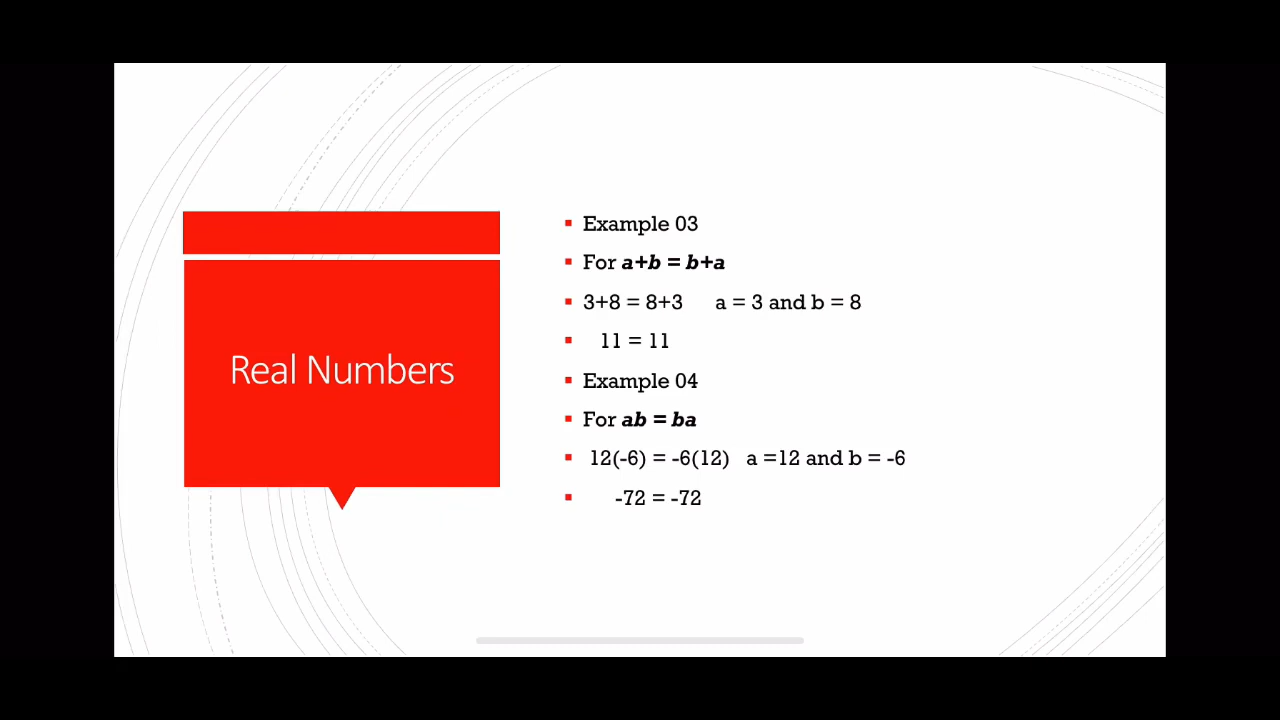 Real Numbers
Example 03
For a+b = b+a
3+8 = 8+3 a = 3 and b = 8
11 = 11
Example 04
For ab = ba
12(-6) = -6(12) a =12 and b = -6
-72 = -72